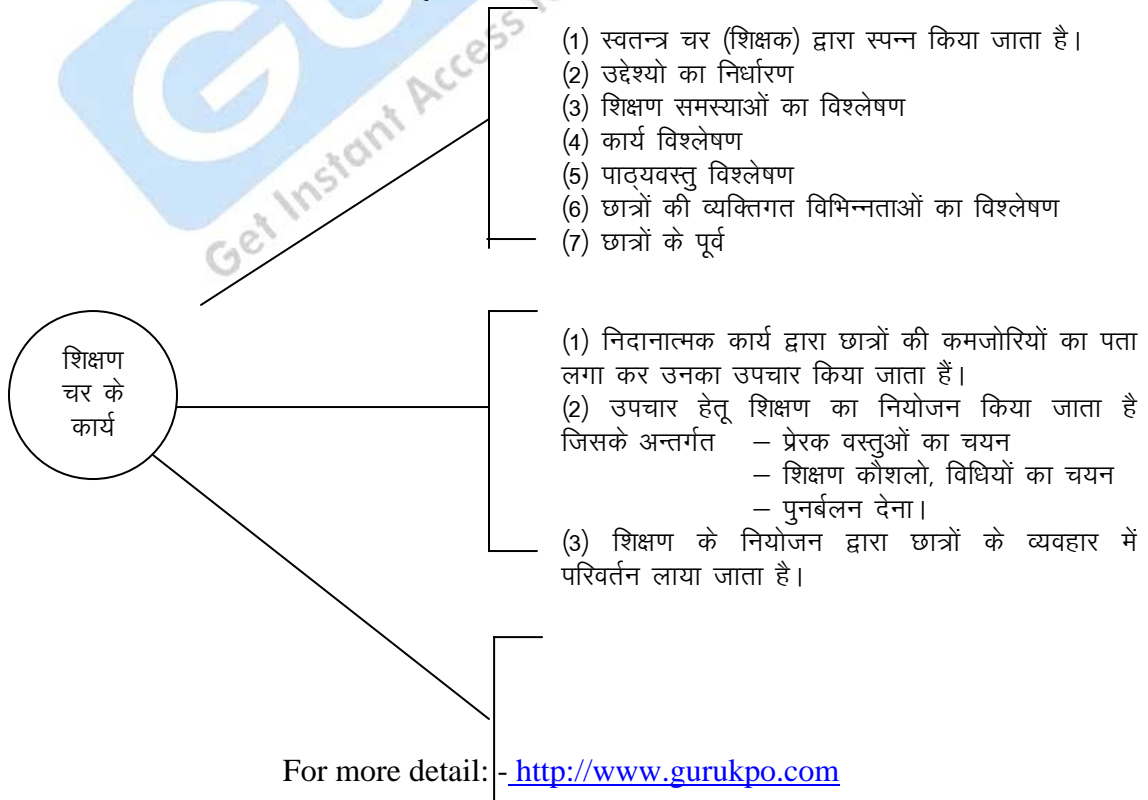 Get Instant Access
(1) स्वतन्त्र चर (शिक्षक) द्वारा स्पन्न किया जाता है।
(2) उद्देश्यो का निर्धारण
(3) शिक्षण समस्याओं का विश्लेषण
(4) कार्य विश्लेषण
(5) पाठ्यवस्तु विश्लेषण
(6) छात्रों की व्यक्तिगत विभिन्नताओं का विश्लेषण
(7) छात्रों के पूर्व
शिक्षण
चर के
कार्य
(1) निदानात्मक कार्य द्वारा छात्रों की कमजोरियों का पता
लगा कर उनका उपचार किया जाता हैं।
(2) उपचार हेतू शिक्षण का नियोजन किया जाता है
जिसके अन्तर्गत – प्रेरक वस्तुओं का चयन
– शिक्षण कौशलो, विधियों का चयन
– पुनर्बलन देना।
(3) शिक्षण के नियोजन द्वारा छात्रों के व्यवहार में
परिवर्तन लाया जाता है।
For more detail: - http://www.gurukpo.com